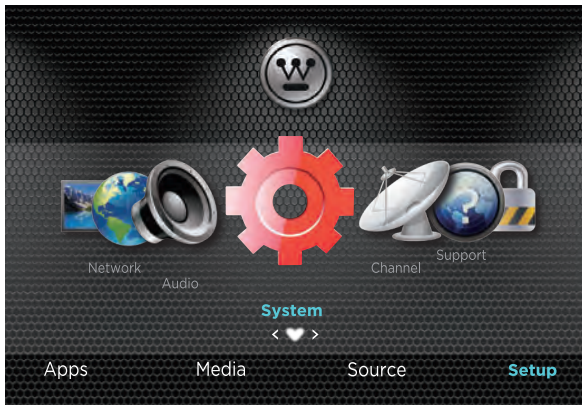 W
Network
Audio
System
Channel
Support
?
< >
Apps
Media
Source
Setup